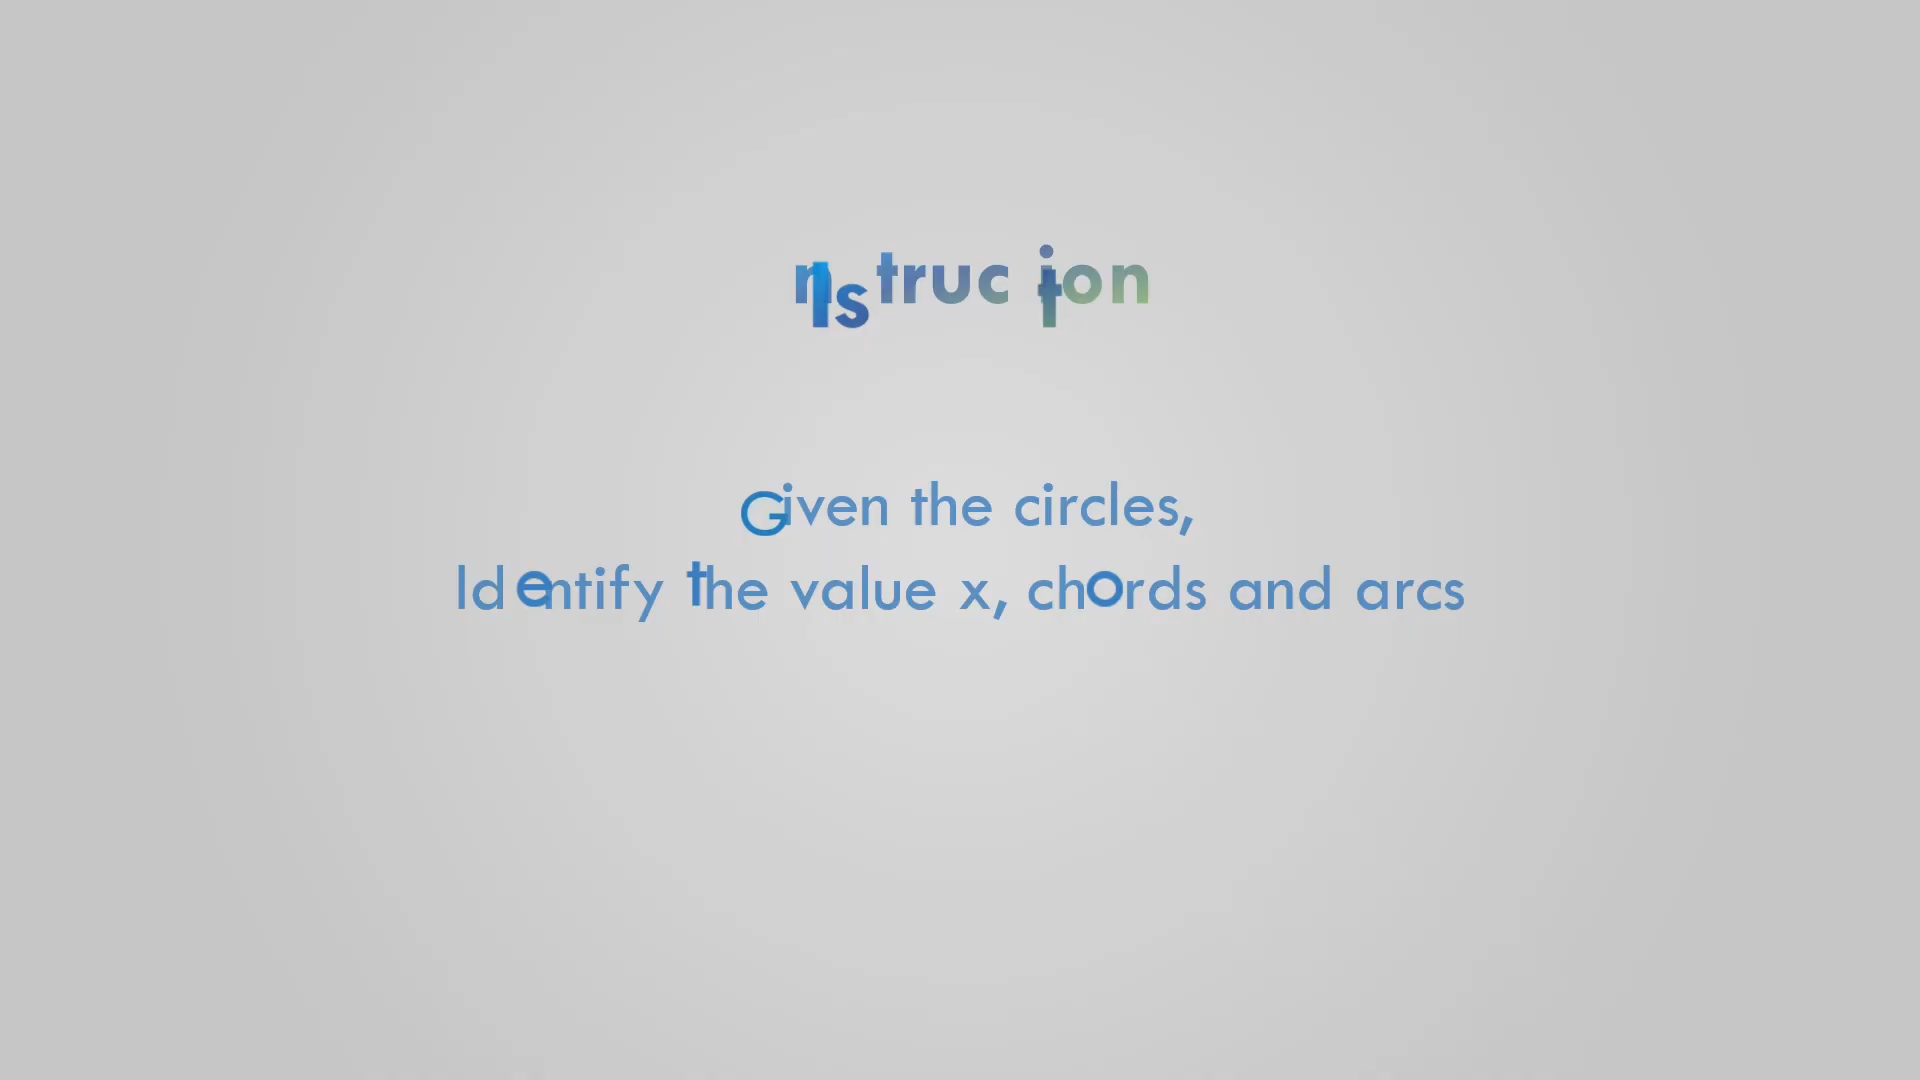 Instruction
Given the circles,
Identify the value x, chords and arcs